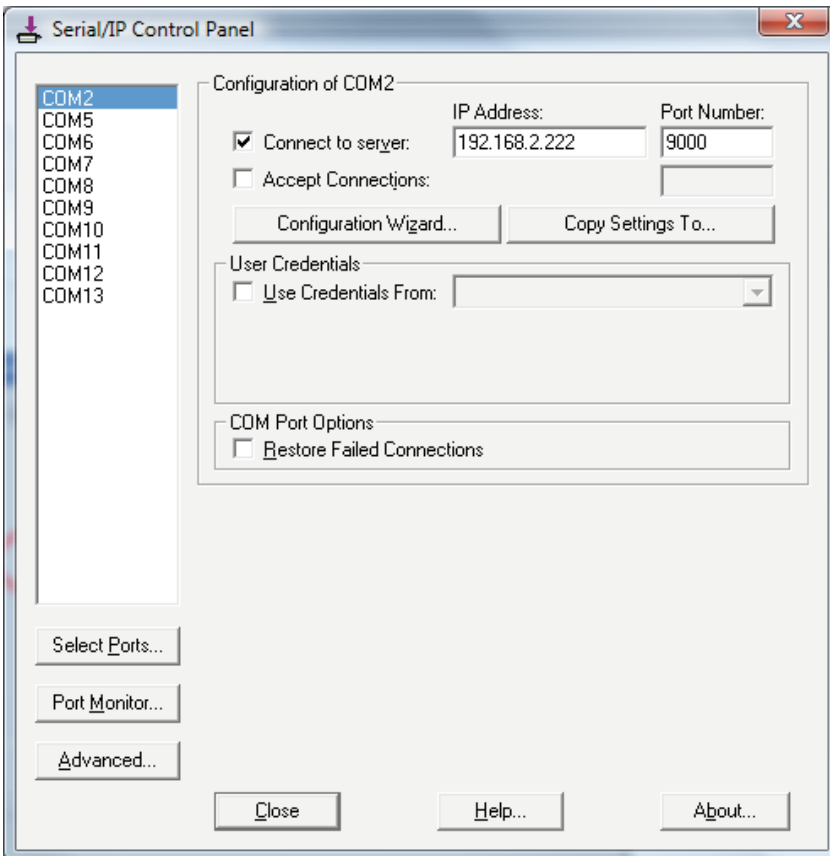 Serial/IP Control Panel
COM2
COM5
COM6
COM7
COM8
COM9
COM10
COM11
COM12
COM13
Select Ports...
Port Monitor...
Advanced...
Configuration of COM2
IP Address: Port Number:
Connect to server: 192.168.2.222 9000
Accept Connections:
Configuration Wizard... Copy Settings To...
User Credentials
Use Credentials From:
COM Port Options
Restore Failed Connections
Close Help... About...